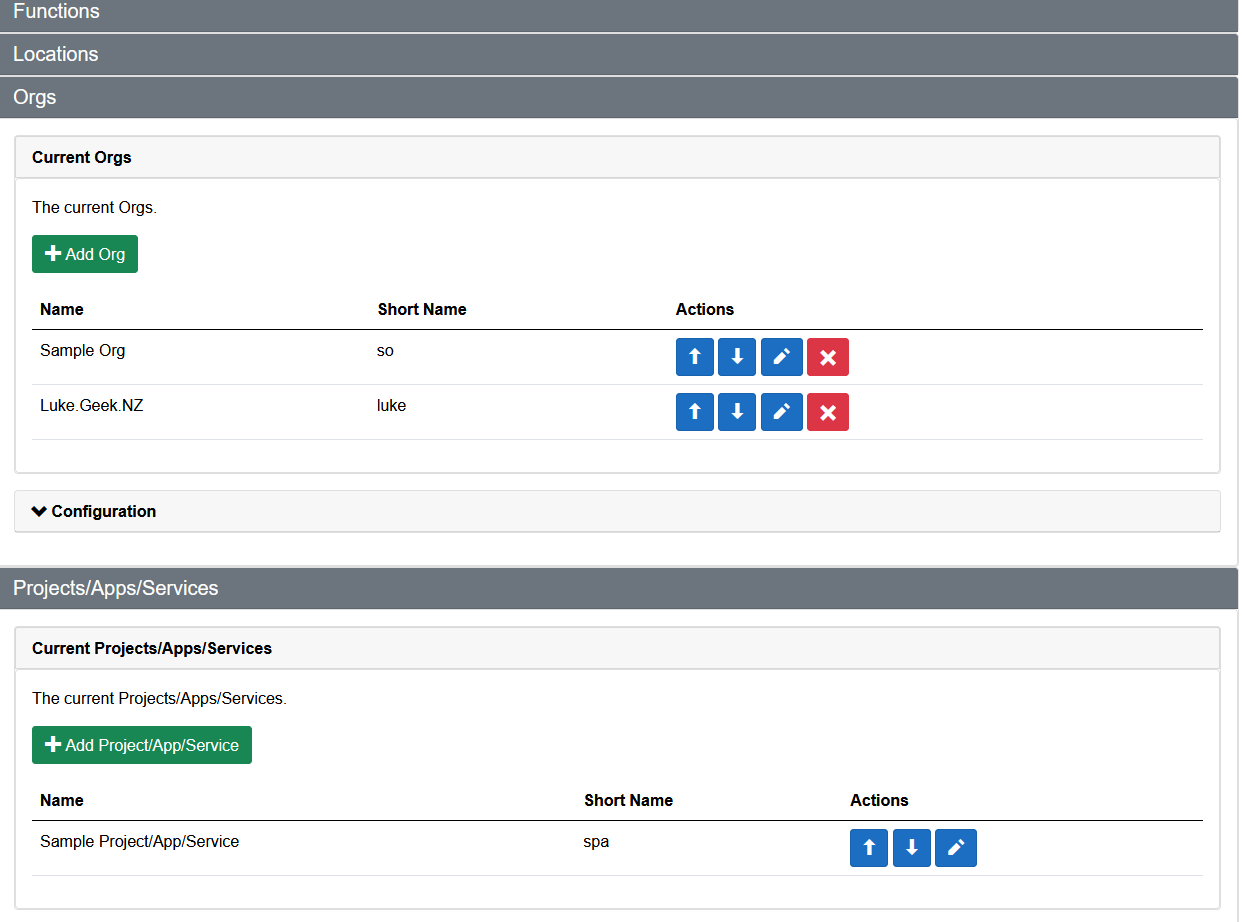 Functions
Locations
Orgs
Current Orgs
The current Orgs.
Add Org
Name Short Name Actions
Sample Org so
Luke.Geek.NZ luke
Configuration
Projects/Apps/Services
Current Projects/Apps/Services
The current Projects/Apps/Services.
Add Project/App/Service
Name Short Name Actions
Sample Project/App/Service spa